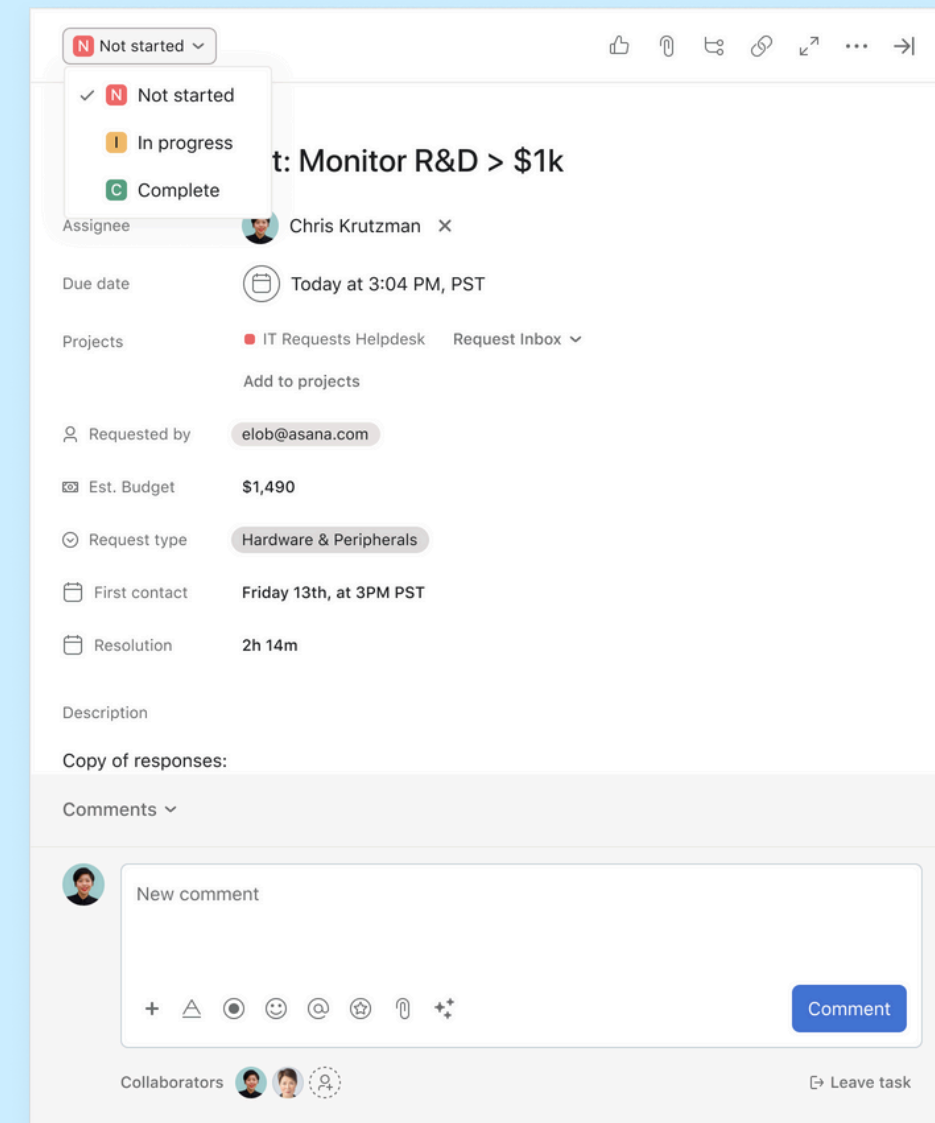 N Not started
N Not started
I In progress
C Complete
t: Monitor R&D > $1k
Assignee Chris Krutzman
Due date Today at 3:04 PM, PST
Projects IT Requests Helpdesk Request Inbox
Add to projects
Requested by elob@asana.com
Est. Budget $1,490
Request type Hardware & Peripherals
First contact Friday 13th, at 3PM PST
Resolution 2h 14m
Description
Copy of responses:
Comments
New comment
Comment
Collaborators Leave task